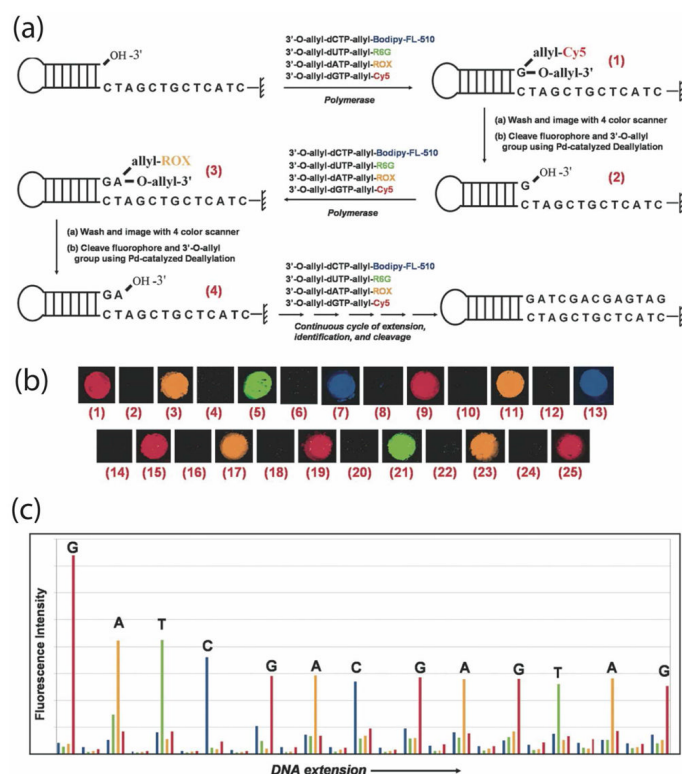 (a)
OH -3'
CTAGCTGCTCATC
3'-O-allyl-dCTP-allyl-Bodipy-FL-510
3'-O-allyl-dUTP-allyl-R6G
3'-O-allyl-dATP-allyl-ROX
3'-O-allyl-dGTP-allyl-Cy5
Polymerase
allyl-Cy5
G O-allyl-3'
CTAGCTGCTCATC
(1)
(a) Wash and image with 4 color scanner
(b) Cleave fluorophore and 3'-O-allyl
group using Pd-catalyzed Deallylation
allyl-ROX
(3)
GA O-allyl-3'
CTAGCTGCTCATC
3'-O-allyl-dCTP-allyl-Bodipy-FL-510
3'-O-allyl-dUTP-allyl-R6G
3'-O-allyl-dATP-allyl-ROX
3'-O-allyl-dGTP-allyl-Cy5
Polymerase
OH -3'
G
(2)
CTAGCTGCTCATC
(a) Wash and image with 4 color scanner
(b) Cleave fluorophore and 3'-O-allyl
group using Pd-catalyzed Deallylation
OH -3'
GA
(4)
CTAGCTGCTCATC
3'-O-allyl-dCTP-allyl-Bodipy-FL-510
3'-O-allyl-dUTP-allyl-R6G
3'-O-allyl-dATP-allyl-ROX
3'-O-allyl-dGTP-allyl-Cy5
Continuous cycle of extension,
identification, and cleavage
GATCGACGAGTAG
CTAGCTGCTCATC
(b)
(1) (2) (3) (4) (5) (6) (7) (8) (9) (10) (11) (12) (13)
(14) (15) (16) (17) (18) (19) (20) (21) (22) (23) (24) (25)
(c)
Fluorescence Intensity
G A T C G A C G A G T A G
DNA extension